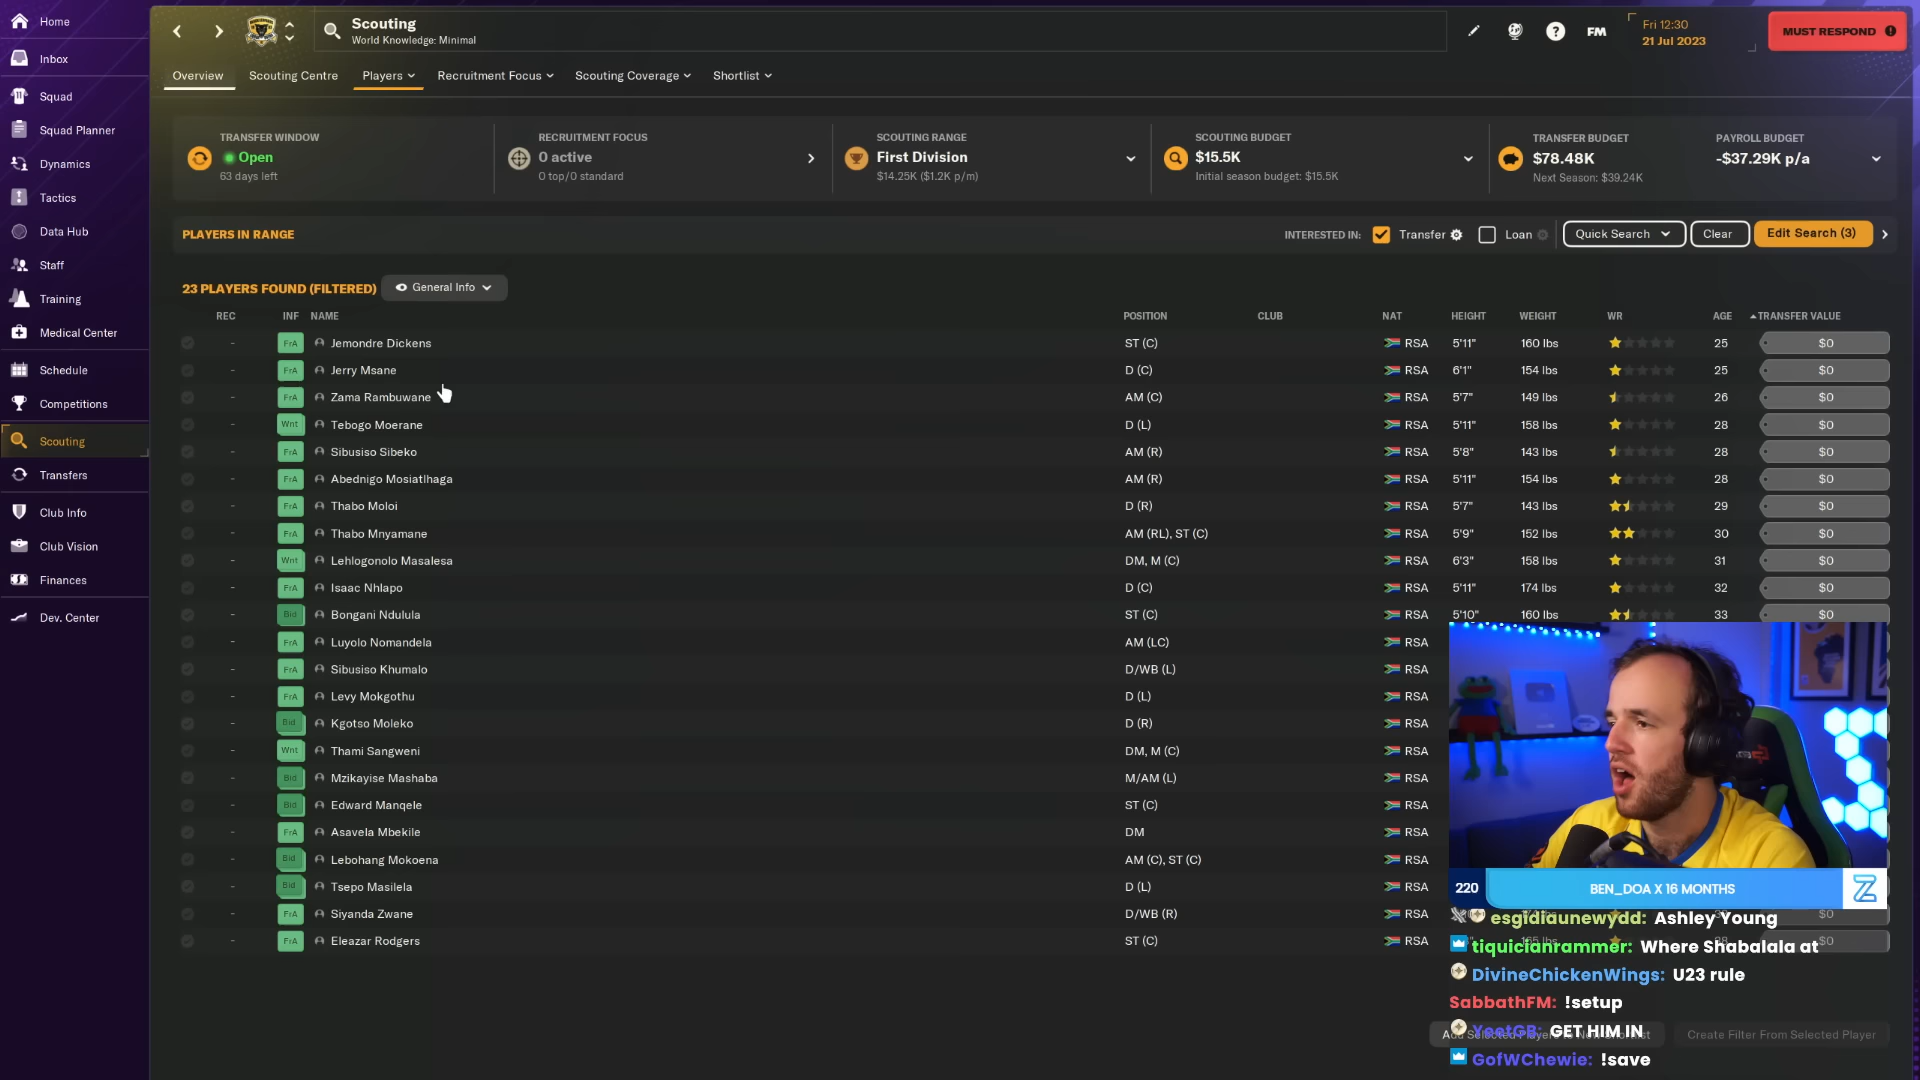 Home
Inbox
Squad
Squad Planner
Dynamics
Tactics
Data Hub
Staff
Training
Medical Center
Schedule
Competitions
Scouting
Transfers
Club Info
Club Vision
Finances
Dev. Center
Scouting
World Knowledge: Minimal
FM
Fri 12:30
21 Jul 2023
MUST RESPOND
Overview Scouting Centre Players Recruitment Focus Scouting Coverage Shortlist
TRANSFER WINDOW
Open
63 days left
RECRUITMENT FOCUS
0 active
0 top/0 standard
SCOUTING RANGE
First Division
$14.25K ($1.2K p/m)
SCOUTING BUDGET
$15.5K
Initial season budget: $15.5K
TRANSFER BUDGET
$78.48K
Next Season: $39.24K
PAYROLL BUDGET
-$37.29K p/a
PLAYERS IN RANGE
INTERESTED IN: Transfer Loan Quick Search Clear Edit Search (3)
23 PLAYERS FOUND (FILTERED) General Info
REC INF NAME POSITION CLUB NAT HEIGHT WEIGHT WR AGE TRANSFER VALUE
- FrA Jemondre Dickens ST (C) RSA 5'11" 160 lbs 25 $0
- FrA Jerry Msane D (C) RSA 6'1" 154 lbs 25 $0
- FrA Zama Rambuwane AM (C) RSA 5'7" 149 lbs 26 $0
- Wnt Tebogo Moerane D (L) RSA 5'11" 158 lbs 28 $0
- FrA Sibusiso Sibeko AM (R) RSA 5'8" 143 lbs 28 $0
- FrA Abednigo Mosiatlhaga AM (R) RSA 5'11" 154 lbs 28 $0
- FrA Thabo Moloi D (R) RSA 5'7" 143 lbs 29 $0
- FrA Thabo Mnyamane AM (RL), ST (C) RSA 5'9" 152 lbs 30 $0
- Wnt Lehlogonolo Masalesa DM, M (C) RSA 6'3" 158 lbs 31 $0
- FrA Isaac Nhlapo D (C) RSA 5'11" 174 lbs 32 $0
- Bid Bongani Ndulula ST (C) RSA 5'10" 160 lbs 33 $0
- FrA Luyolo Nomandela AM (LC) RSA
- FrA Sibusiso Khumalo D/WB (L) RSA
- FrA Levy Mokgothu D (L) RSA
- Bid Kgotso Moleko D (R) RSA
- Wnt Thami Sangweni DM, M (C) RSA
- Bid Mzikayise Mashaba M/AM (L) RSA
- Bid Edward Manqele ST (C) RSA
- FrA Asavela Mbekile DM RSA
- Bid Lebohang Mokoena AM (C), ST (C) RSA
- Bid Tsepo Masilela D (L) RSA
- FrA Siyanda Zwane D/WB (R) RSA $0
- FrA Eleazar Rodgers ST (C) RSA $0
220 BEN_DOA X 16 MONTHS
esgidiaunewydd: Ashley Young
tiquicianrammer: Where Shabalala at
DivineChickenWings: U23 rule
SabbathFM: !setup
YeetGB: GET HIM IN
GofWChewie: !save
Create Filter From Selected Player